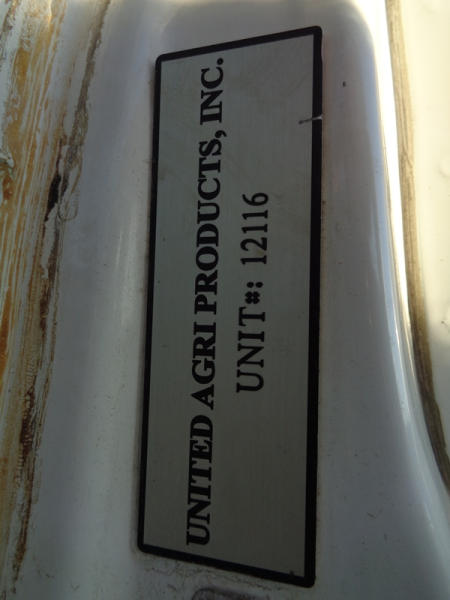 UNITED AGRI PRODUCTS, INC.
UNIT#: 12116